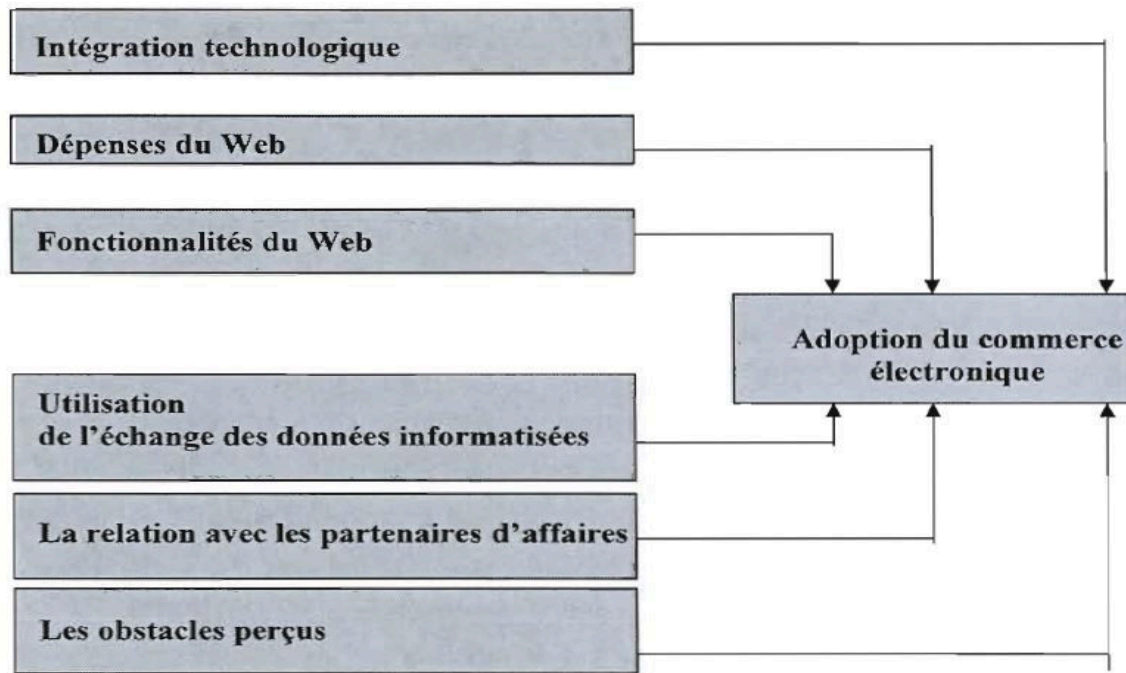 Intégration technologique
Dépenses du Web
Fonctionnalités du Web
Adoption du commerce
électronique
Utilisation
de l'échange des données informatisées
La relation avec les partenaires d'affaires
Les obstacles perçus